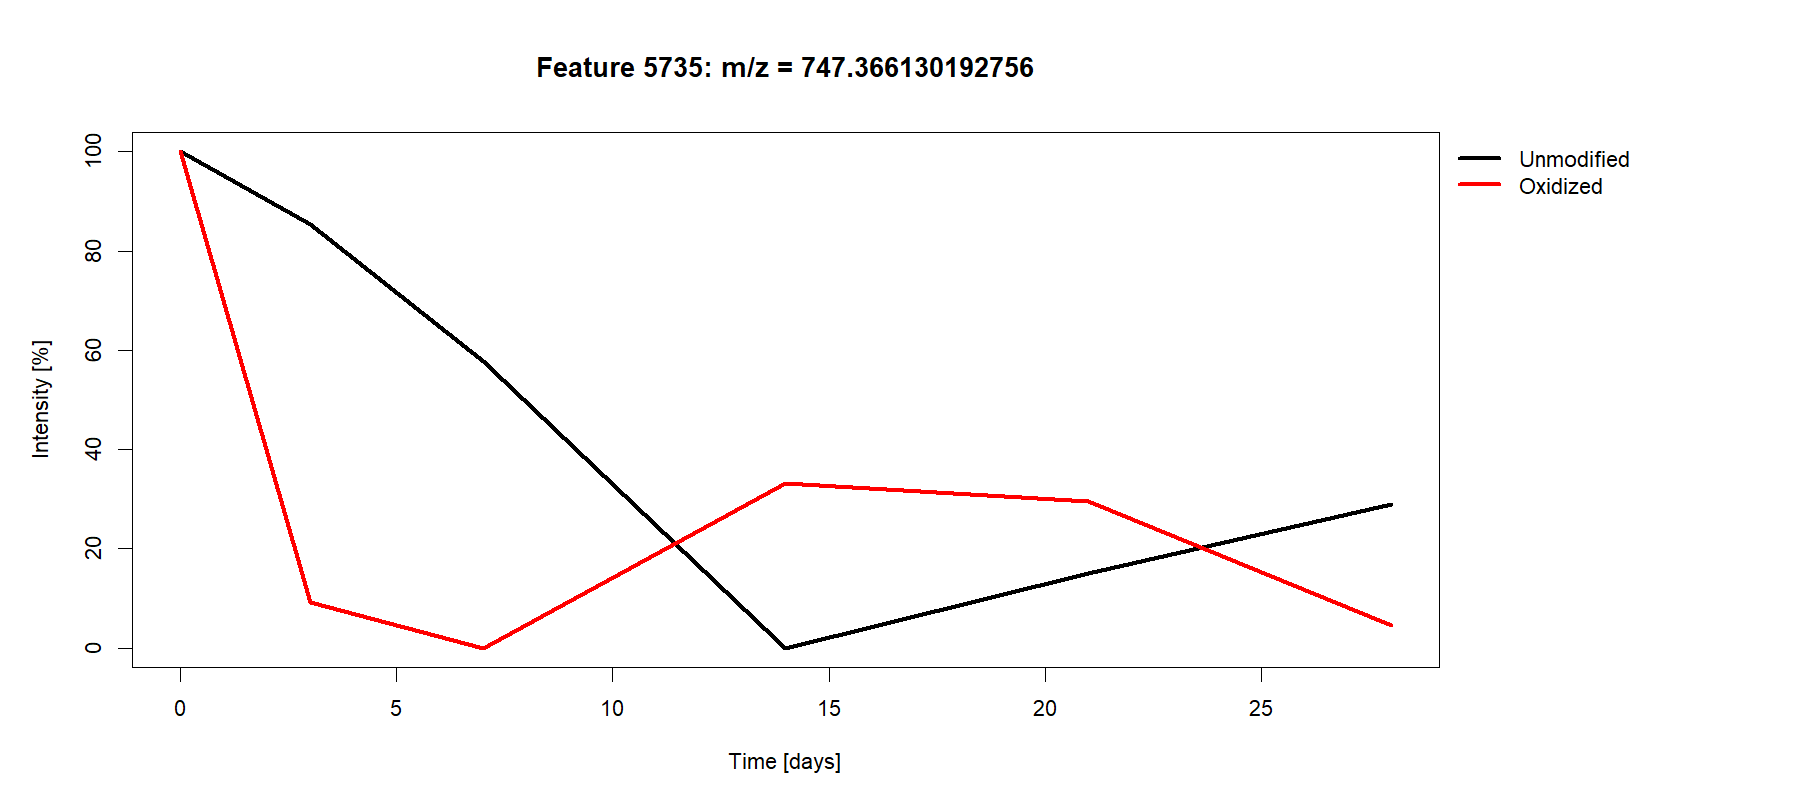 Feature 5735: m/z = 747.366130192756
Unmodified
Oxidized
Intensity [%]
100
80
60
40
20
0
0 5 10 15 20 25
Time [days]